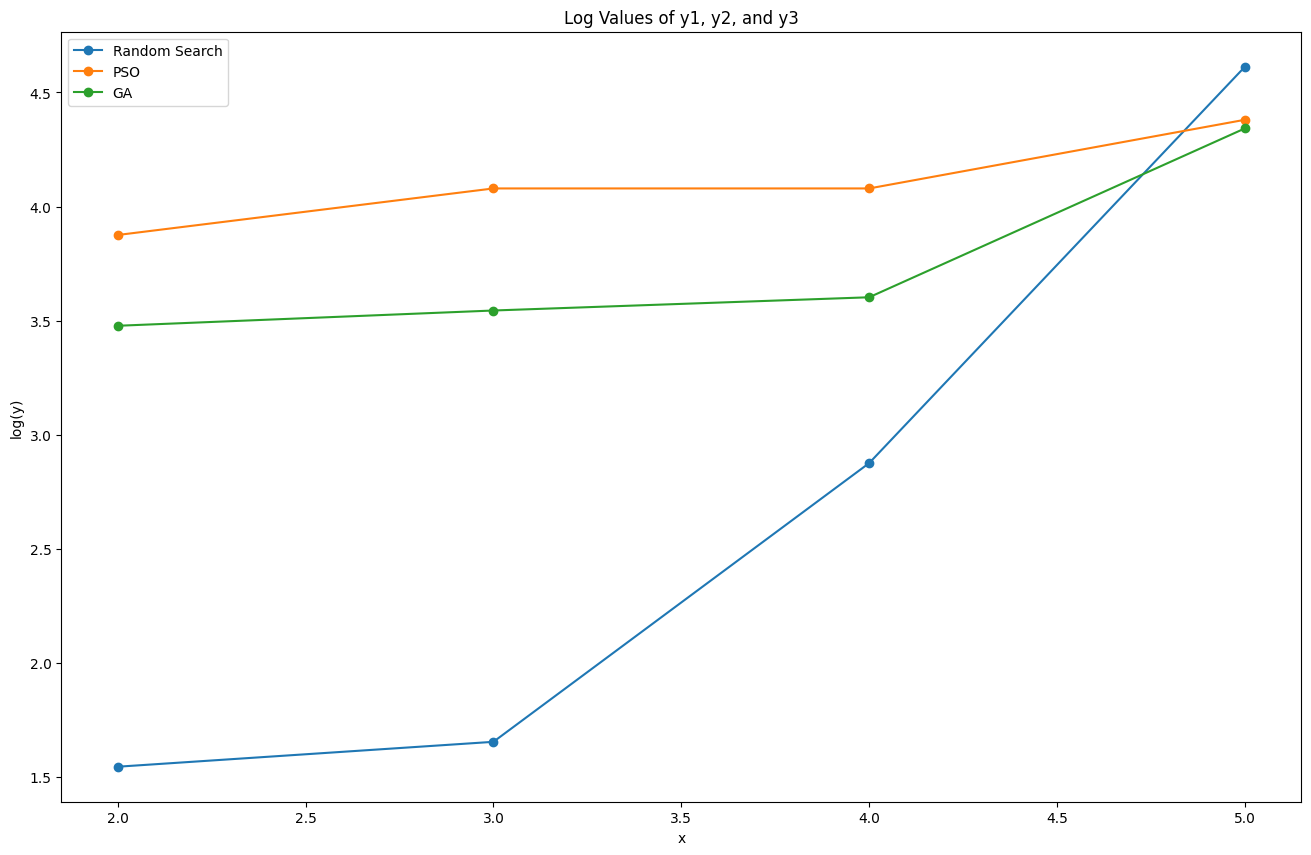 Log Values of y1, y2, and y3
Random Search
PSO
GA
log(y)
4.5
4.0
3.5
3.0
2.5
2.0
1.5
2.0 2.5 3.0 3.5 4.0 4.5 5.0
x